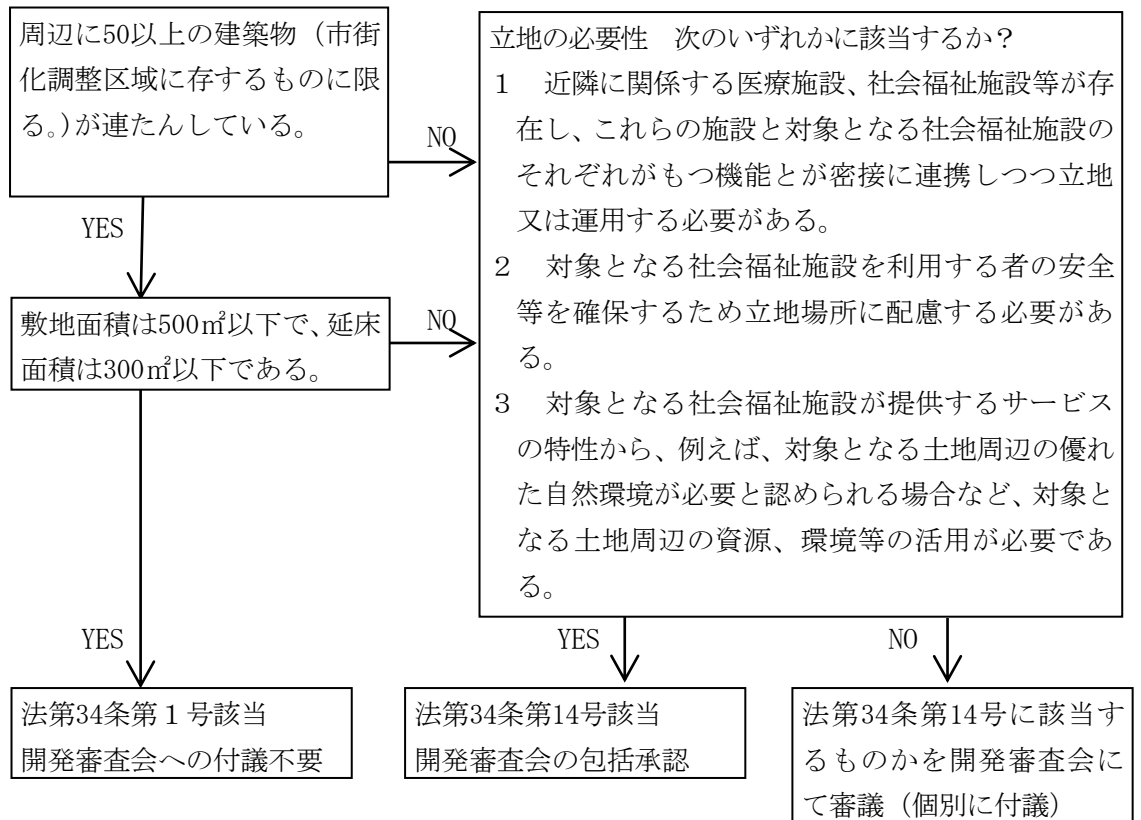 周辺に50以上の建築物（市街
化調整区域に存するものに限
る。）が連たんしている。
NO
YES
敷地面積は500㎡以下で、延床
面積は300㎡以下である。
NO
YES
立地の必要性　次のいずれかに該当するか？
１　近隣に関係する医療施設、社会福祉施設等が存
在し、これらの施設と対象となる社会福祉施設の
それぞれがもつ機能とが密接に連携しつつ立地
又は運用する必要がある。
２　対象となる社会福祉施設を利用する者の安全
等を確保するため立地場所に配慮する必要があ
る。
３　対象となる社会福祉施設が提供するサービス
の特性から、例えば、対象となる土地周辺の優れ
た自然環境が必要と認められる場合など、対象と
なる土地周辺の資源、環境等の活用が必要であ
る。
YES
NO
法第34条第１号該当
開発審査会への付議不要
法第34条第14号該当
開発審査会の包括承認
法第34条第14号に該当す
るものかを開発審査会に
て審議（個別に付議）